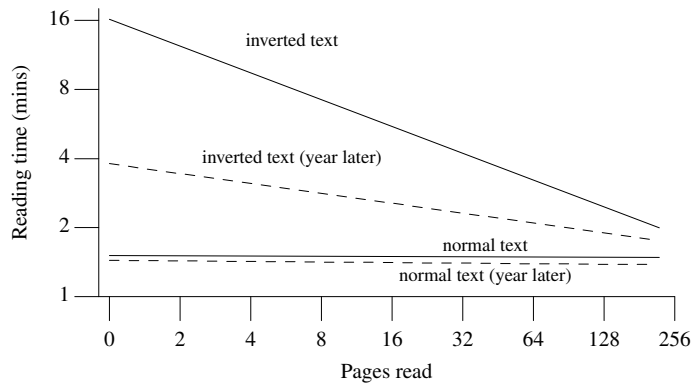 16
inverted text
8
Reading time (mins)
4
inverted text (year later)
2
normal text
normal text (year later)
1
0 2 4 8 16 32 64 128 256
Pages read